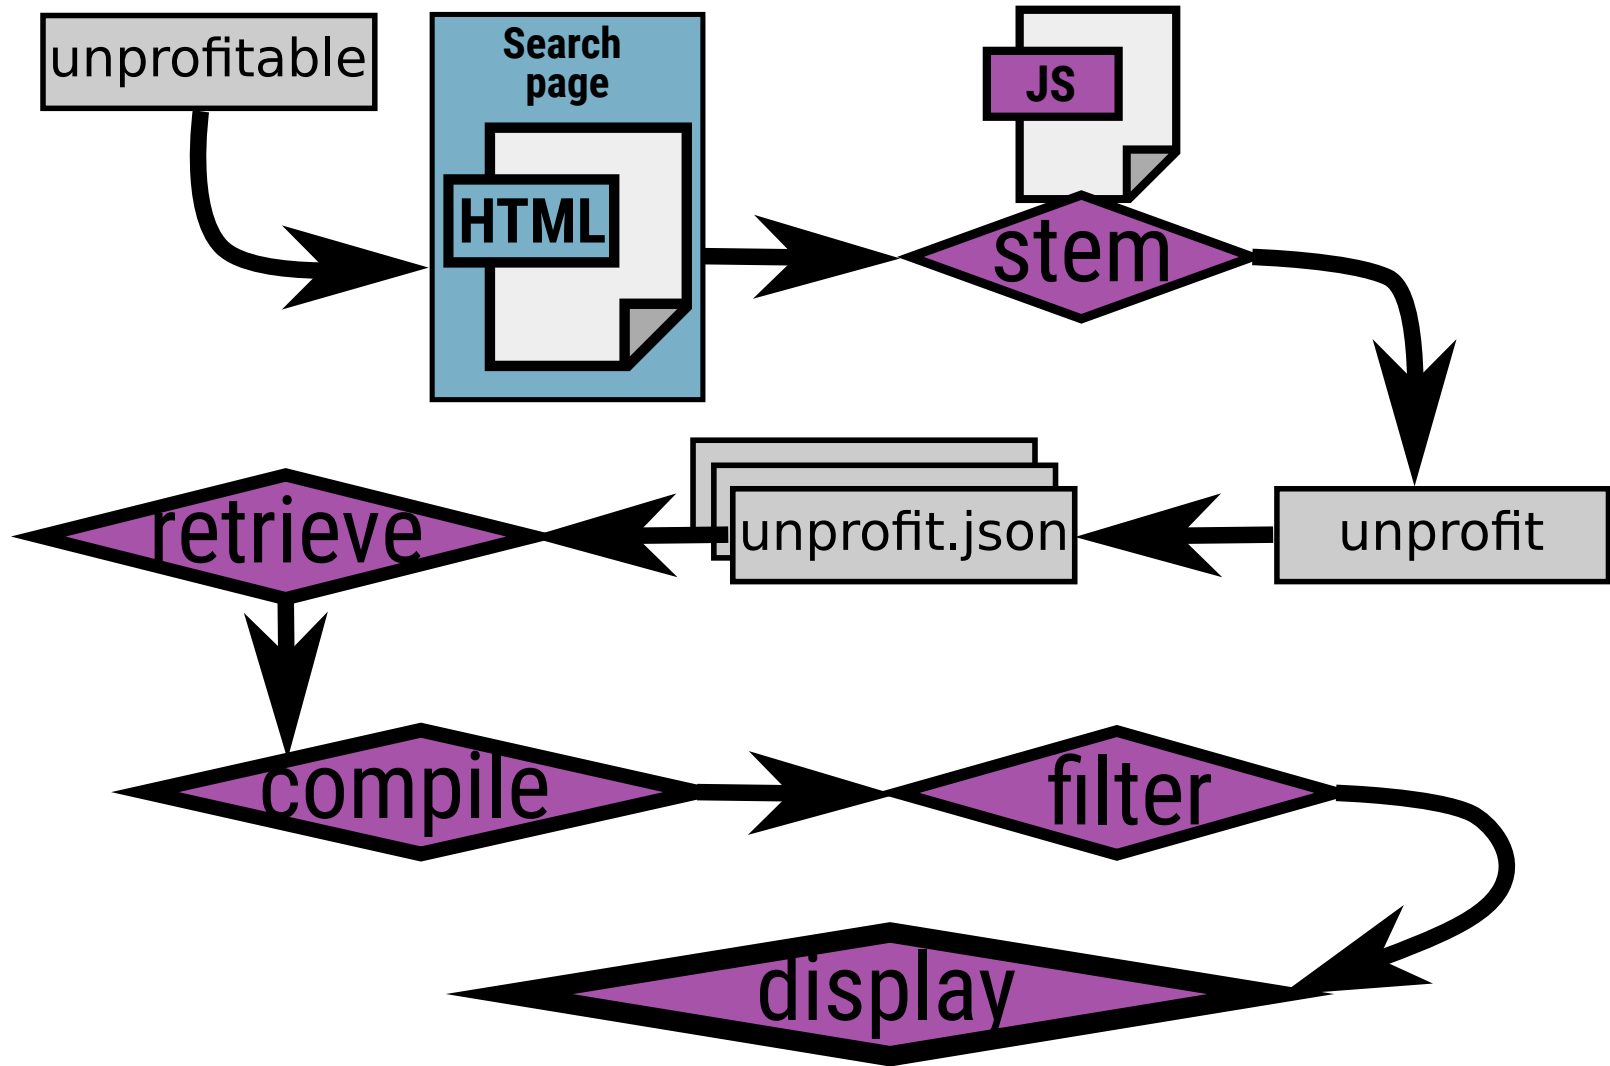 unprofitable
Search
page
HTML
JS
stem
retrieve
unprofit.json
unprofit
compile
filter
display